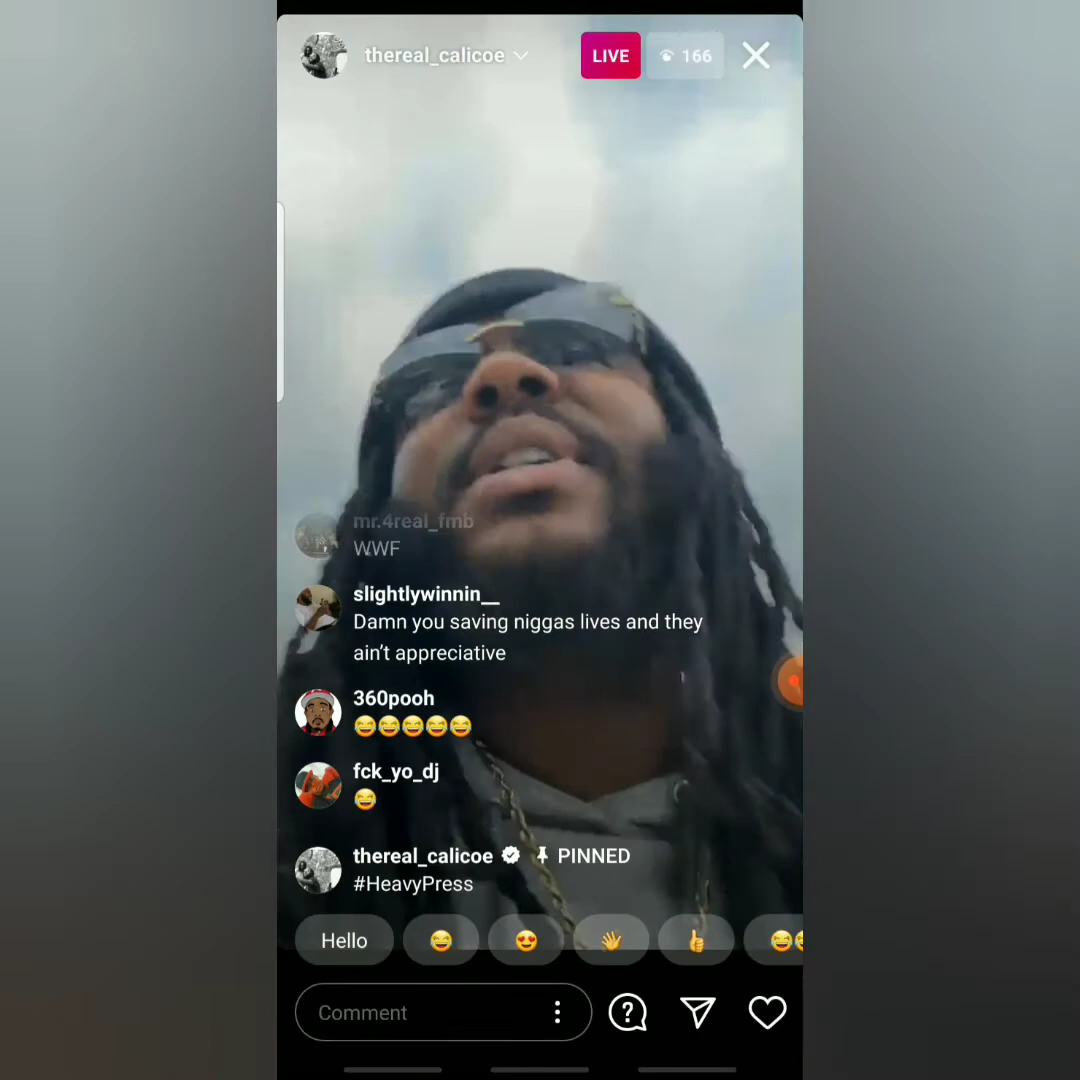 thereal_calicoe
LIVE
166
mr.4real_fmb
WWF
slightlywinnin__
Damn you saving niggas lives and they
ain't appreciative
360pooh
😂😂😂😂😂
fck_yo_dj
😂
thereal_calicoe PINNED
#HeavyPress
Hello
Comment